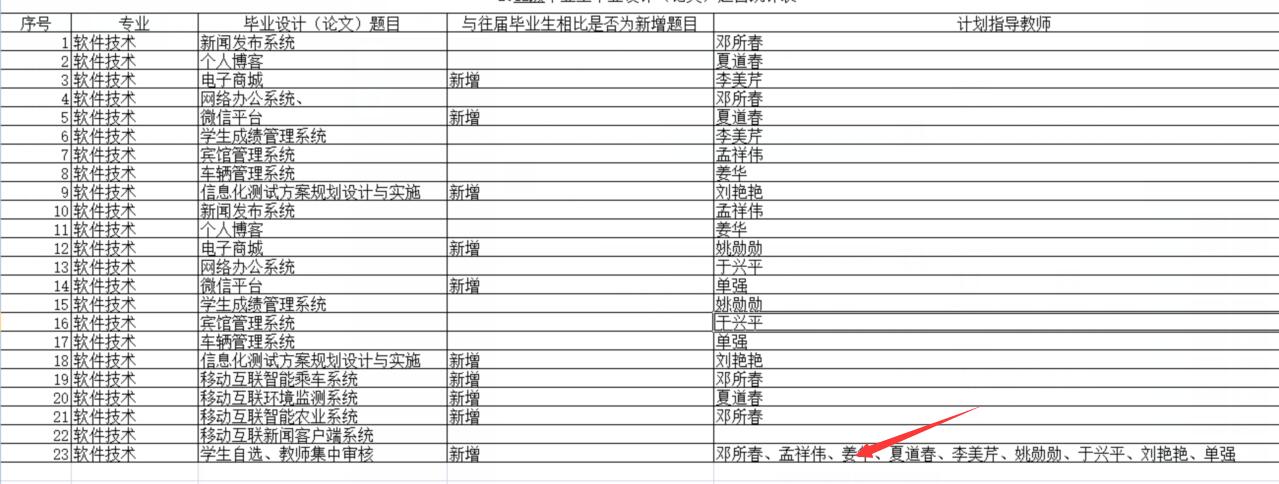 序号 专业 毕业设计（论文）题目 与往届毕业生相比是否为新增题目 计划指导教师
1 软件技术 新闻发布系统 邓所春
2 软件技术 个人博客 夏道春
3 软件技术 电子商城 新增 李美芹
4 软件技术 网络办公系统、 邓所春
5 软件技术 微信平台 新增 夏道春
6 软件技术 学生成绩管理系统 李美芹
7 软件技术 宾馆管理系统 孟祥伟
8 软件技术 车辆管理系统 姜华
9 软件技术 信息化测试方案规划设计与实施 新增 刘艳艳
10 软件技术 新闻发布系统 孟祥伟
11 软件技术 个人博客 姜华
12 软件技术 电子商城 新增 姚勋勋
13 软件技术 网络办公系统 于兴平
14 软件技术 微信平台 新增 单强
15 软件技术 学生成绩管理系统 姚勋勋
16 软件技术 宾馆管理系统 于兴平
17 软件技术 车辆管理系统 单强
18 软件技术 信息化测试方案规划设计与实施 新增 刘艳艳
19 软件技术 移动互联智能乘车系统 新增 邓所春
20 软件技术 移动互联环境监测系统 新增 夏道春
21 软件技术 移动互联智能农业系统 新增 邓所春
22 软件技术 移动互联新闻客户端系统
23 软件技术 学生自选、教师集中审核 新增 邓所春、孟祥伟、姜华、夏道春、李美芹、姚勋勋、于兴平、刘艳艳、单强